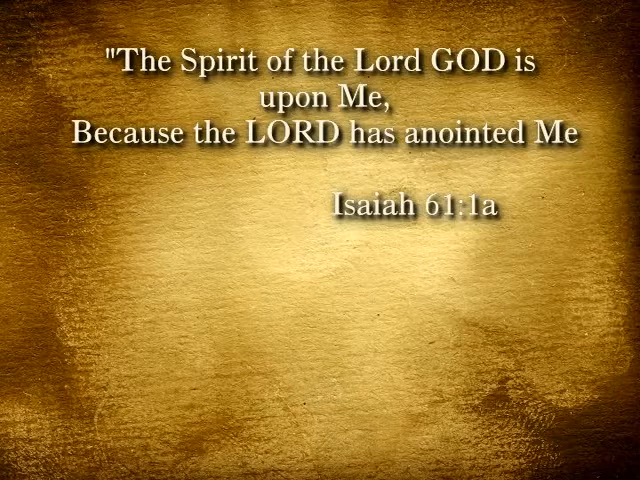 "The Spirit of the Lord GOD is
upon Me,
Because the LORD has anointed Me
Isaiah 61:1a